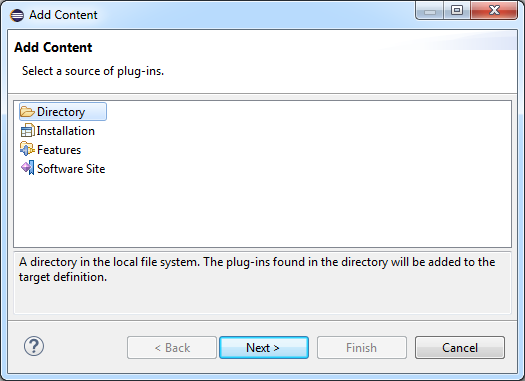 Add Content
Add Content
Select a source of plug-ins.
Directory
Installation
Features
Software Site
A directory in the local file system. The plug-ins found in the directory will be added to the
target definition.
< Back
Next >
Finish
Cancel